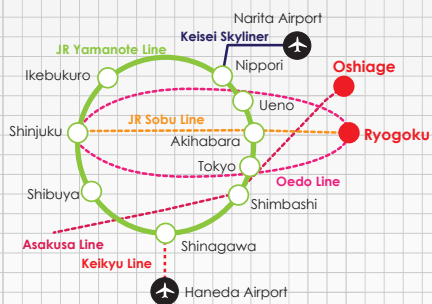 Narita Airport
Keisei Skyliner
JR Yamanote Line
Nippori
Oshiage
Ikebukuro
Ueno
JR Sobu Line
Shinjuku
Akihabara
Ryogoku
Tokyo
Oedo Line
Shibuya
Shimbashi
Asakusa Line
Shinagawa
Keikyu Line
Haneda Airport